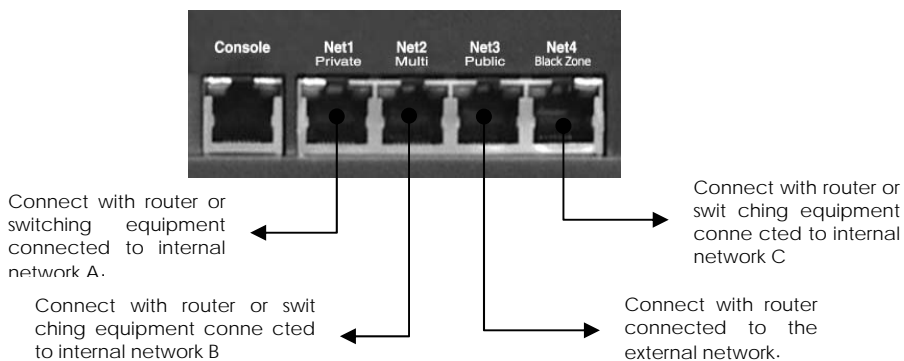 Console
Net1
Net2
Net3
Net4
Private
Multi
Public
Black Zone
Connect with router or
switching equipment
connected to internal
network A.
Connect with router or swit
ching equipment conne cted
to internal network B
Connect with router or
swit ching equipment
conne cted to internal
network C
Connect with router
connected to the
external network.